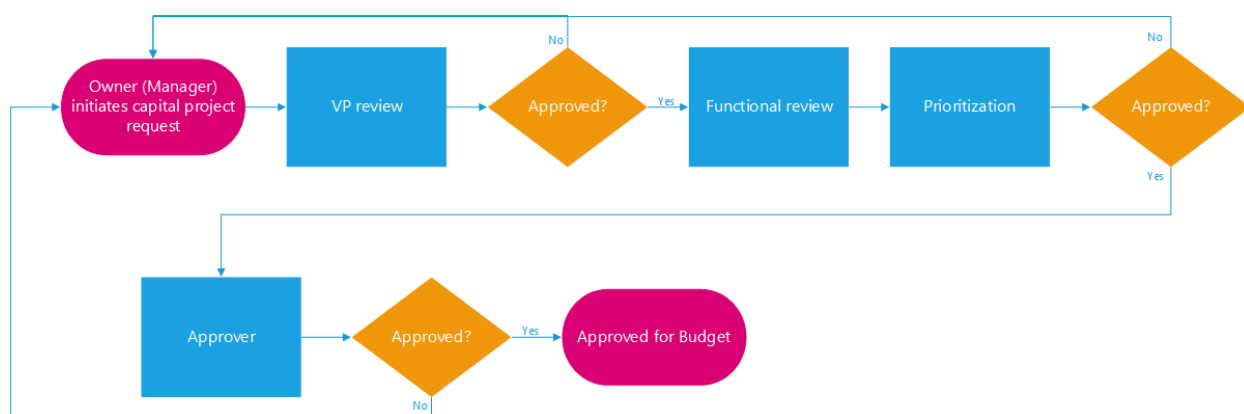 No
No
Owner (Manager)
initiates capital project
request
VP review
Approved?
Yes
Functional review
Prioritization
Approved?
Yes
Approver
Approved?
Yes
Approved for Budget
No